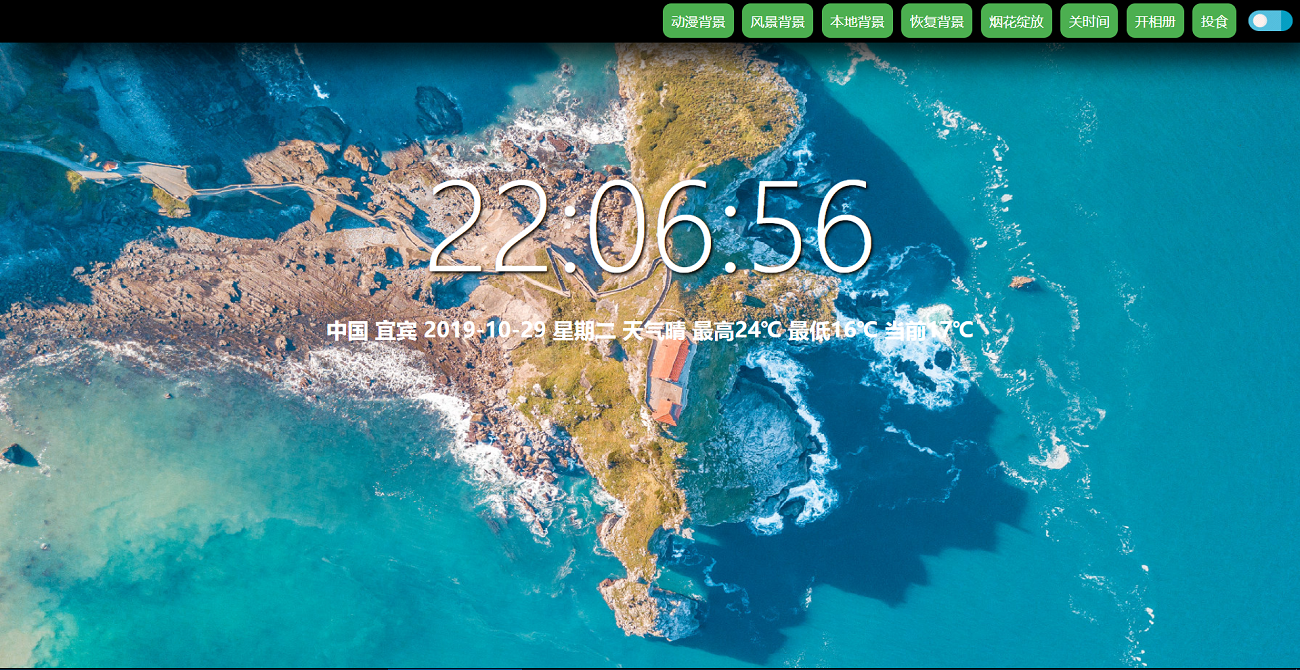 动漫背景 风景背景 本地背景 恢复背景 烟花绽放 关时间 开相册 投食
22:06:56
中国 宜宾 2019-10-29 星期二 天气晴 最高24℃ 最低16℃ 当前17℃